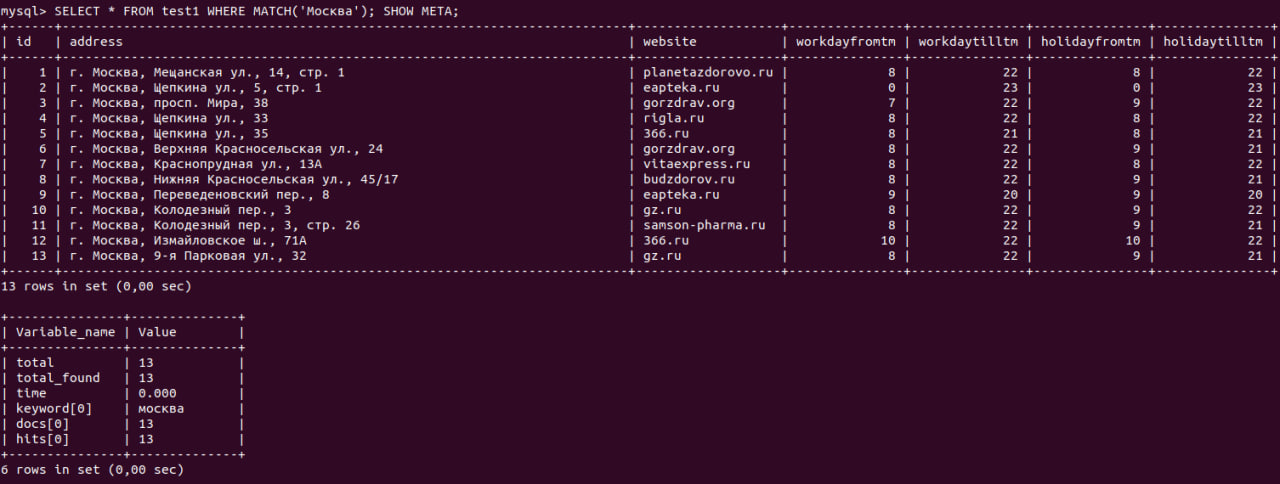 mysql> SELECT * FROM test1 WHERE MATCH('Москва'); SHOW META;
+------+---------------------------------------------------------------------------+--------------------+---------------+---------------+---------------+---------------+
| id | address | website | workdayfromtm | workdaytilltm | holidayfromtm | holidaytilltm |
+------+---------------------------------------------------------------------------+--------------------+---------------+---------------+---------------+---------------+
| 1 | г. Москва, Мещанская ул., 14, стр. 1 | planetazdorovo.ru | 8 | 22 | 8 | 22 |
| 2 | г. Москва, Щепкина ул., 5, стр. 1 | eapteka.ru | 0 | 23 | 0 | 23 |
| 3 | г. Москва, просп. Мира, 38 | gorzdrav.org | 7 | 22 | 9 | 22 |
| 4 | г. Москва, Щепкина ул., 33 | rigla.ru | 8 | 22 | 8 | 22 |
| 5 | г. Москва, Щепкина ул., 35 | 366.ru | 8 | 21 | 8 | 21 |
| 6 | г. Москва, Верхняя Красносельская ул., 24 | gorzdrav.org | 8 | 22 | 9 | 21 |
| 7 | г. Москва, Краснопрудная ул., 13А | vitaexpress.ru | 8 | 22 | 8 | 22 |
| 8 | г. Москва, Нижняя Красносельская ул., 45/17 | budzdorov.ru | 8 | 22 | 9 | 21 |
| 9 | г. Москва, Переведеновский пер., 8 | eapteka.ru | 9 | 20 | 9 | 20 |
| 10 | г. Москва, Колодезный пер., 3 | gz.ru | 8 | 22 | 9 | 22 |
| 11 | г. Москва, Колодезный пер., 3, стр. 26 | samson-pharma.ru | 8 | 22 | 9 | 21 |
| 12 | г. Москва, Измайловское ш., 71А | 366.ru | 10 | 22 | 10 | 22 |
| 13 | г. Москва, 9-я Парковая ул., 32 | gz.ru | 8 | 22 | 9 | 21 |
+------+---------------------------------------------------------------------------+--------------------+---------------+---------------+---------------+---------------+
13 rows in set (0,00 sec)
+---------------+--------------+
| Variable_name | Value |
+---------------+--------------+
| total | 13 |
| total_found | 13 |
| time | 0.000 |
| keyword[0] | москва |
| docs[0] | 13 |
| hits[0] | 13 |
+---------------+--------------+
6 rows in set (0,00 sec)